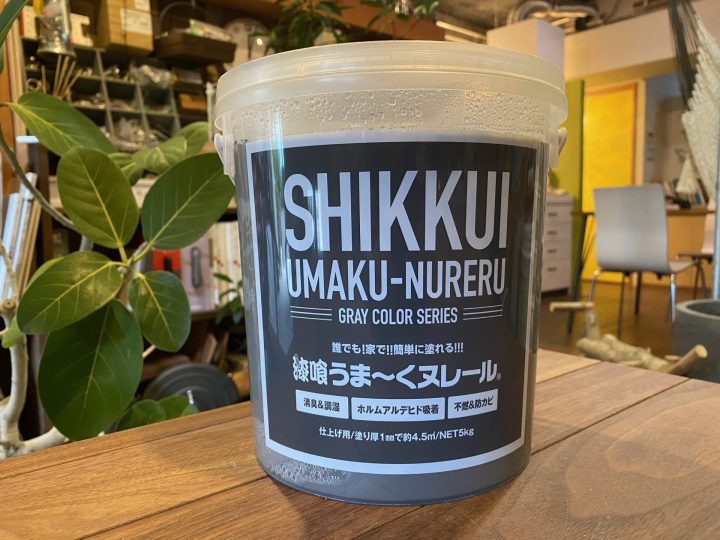 SHIKKUI
UMAKU-NURERU
GRAY COLOR SERIES
誰でも!家で!!簡単に塗れる!!!
漆喰うま〜くヌレール®
消臭&調湿 ホルムアルデヒド吸着 不燃&防カビ
仕上げ用/塗り厚1㎜で約4.5㎡/NET5kg